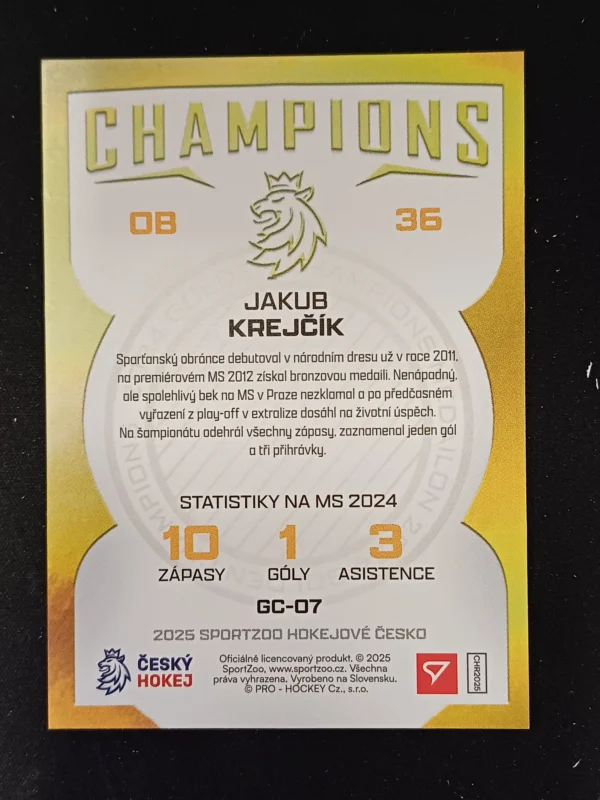 CHAMPIONS
OB 36
JAKUB
KREJČÍK
Sparťanský obránce debutoval v národním dresu už v roce 2011,
na premiérovém MS 2012 získal bronzovou medaili. Nenápadný,
ale spolehlivý bek na MS v Praze nezklamal a po předčasném
vyřazení z play-off v extralize dosáhl na životní úspěch.
Na šampionátu odehrál všechny zápasy, zaznamenal jeden gól
a tři přihrávky.
STATISTIKY NA MS 2024
10 1 3
ZÁPASY GÓLY ASISTENCE
GC-07
2025 SPORTZOO HOKEJOVÉ ČESKO
ČESKÝ
HOKEJ
Oficiálně licencovaný produkt. © 2025
SportZoo, www.sportzoo.cz. Všechna
práva vyhrazena. Vyrobeno na Slovensku.
© PRO - HOCKEY Cz., s.r.o.
CHR2025